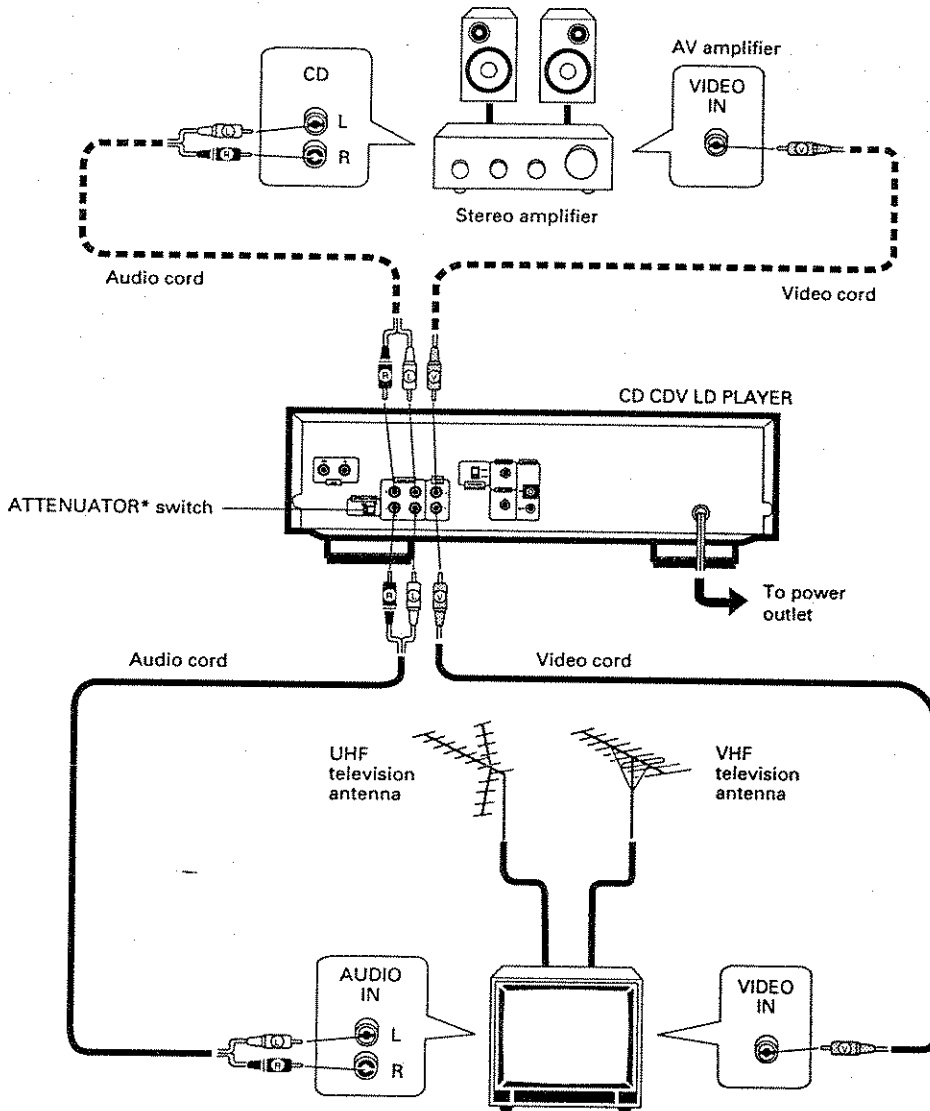 AV amplifier
CD
L
R
VIDEO
IN
L
R
V
Stereo amplifier
Audio cord
Video cord
R
L
V
CD CDV LD PLAYER
ATTENUATOR* switch
To power
outlet
R
L
V
Audio cord
Video cord
UHF
television
antenna
VHF
television
antenna
AUDIO
IN
L
R
VIDEO
IN
L
R
V